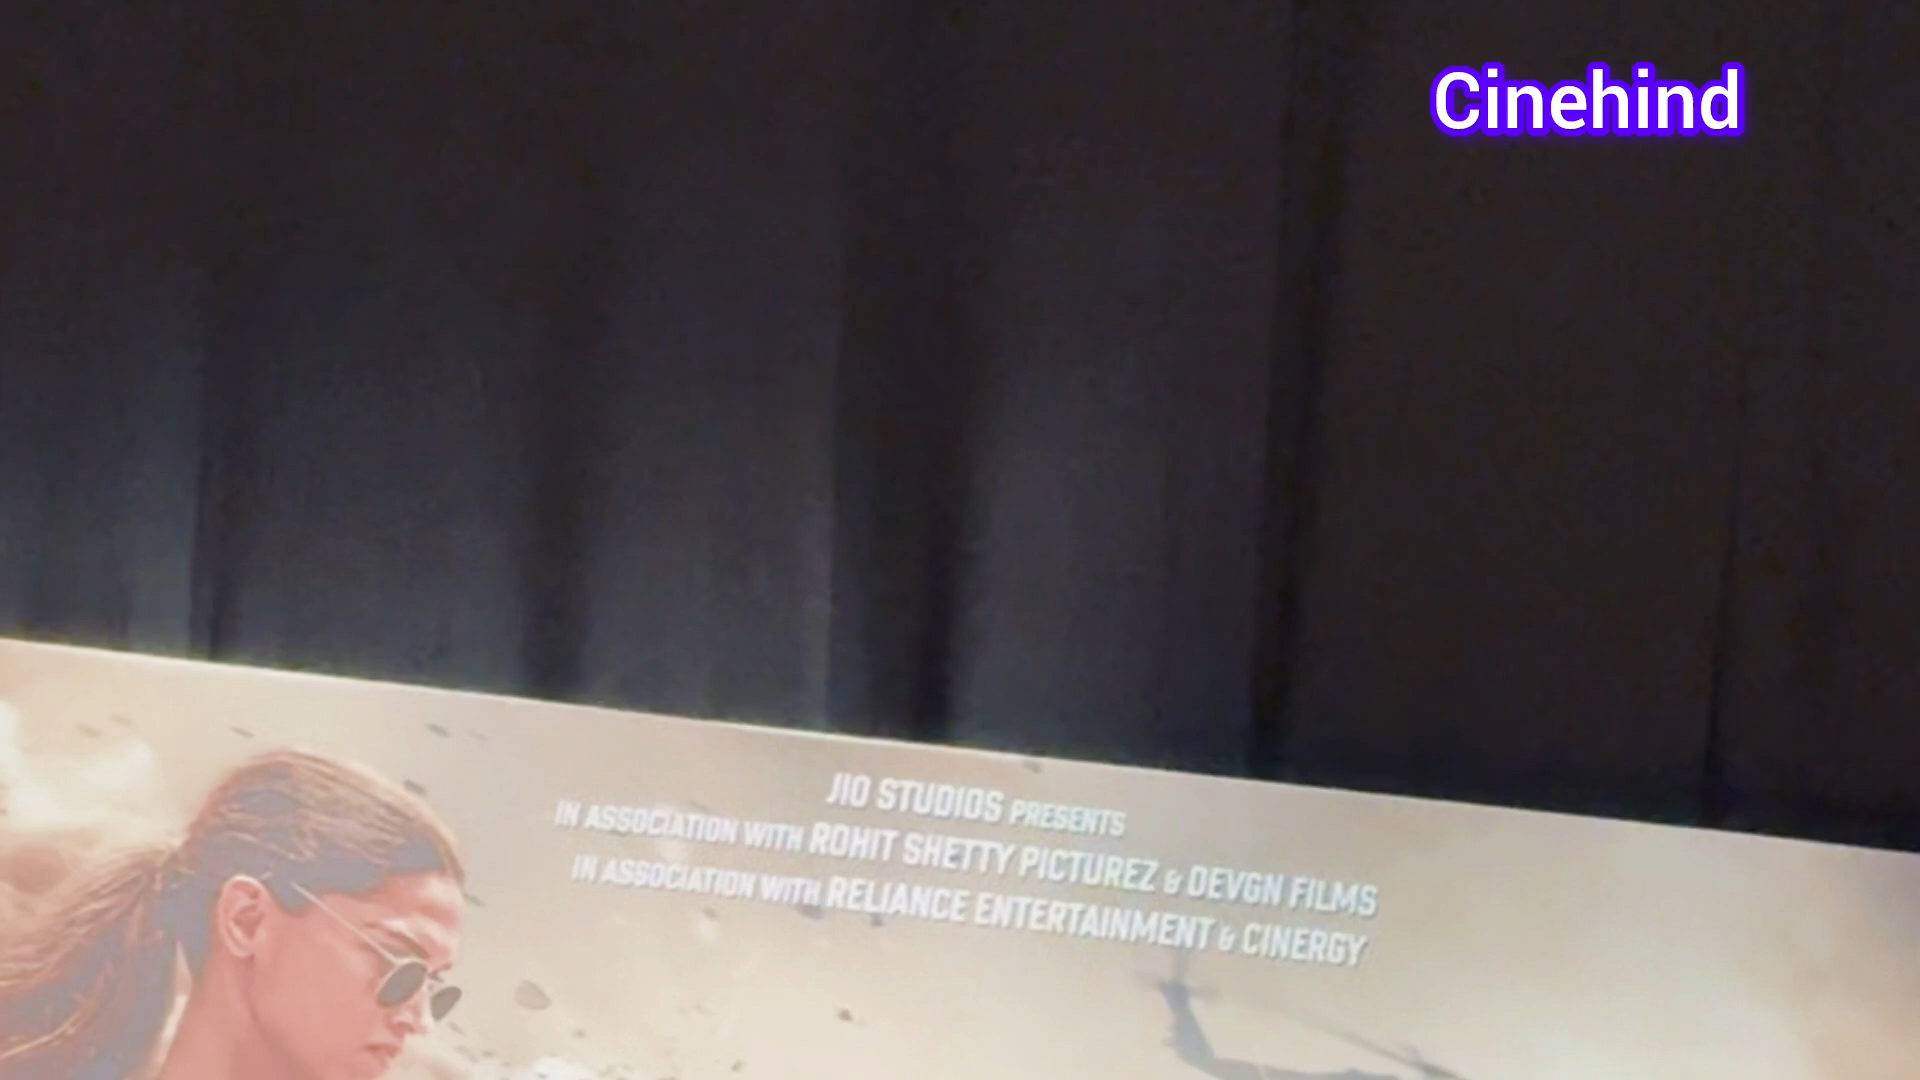 Cinehind
JIO STUDIOS PRESENTS
IN ASSOCIATION WITH ROHIT SHETTY PICTUREZ & DEVGN FILMS
IN ASSOCIATION WITH RELIANCE ENTERTAINMENT & CINERGY